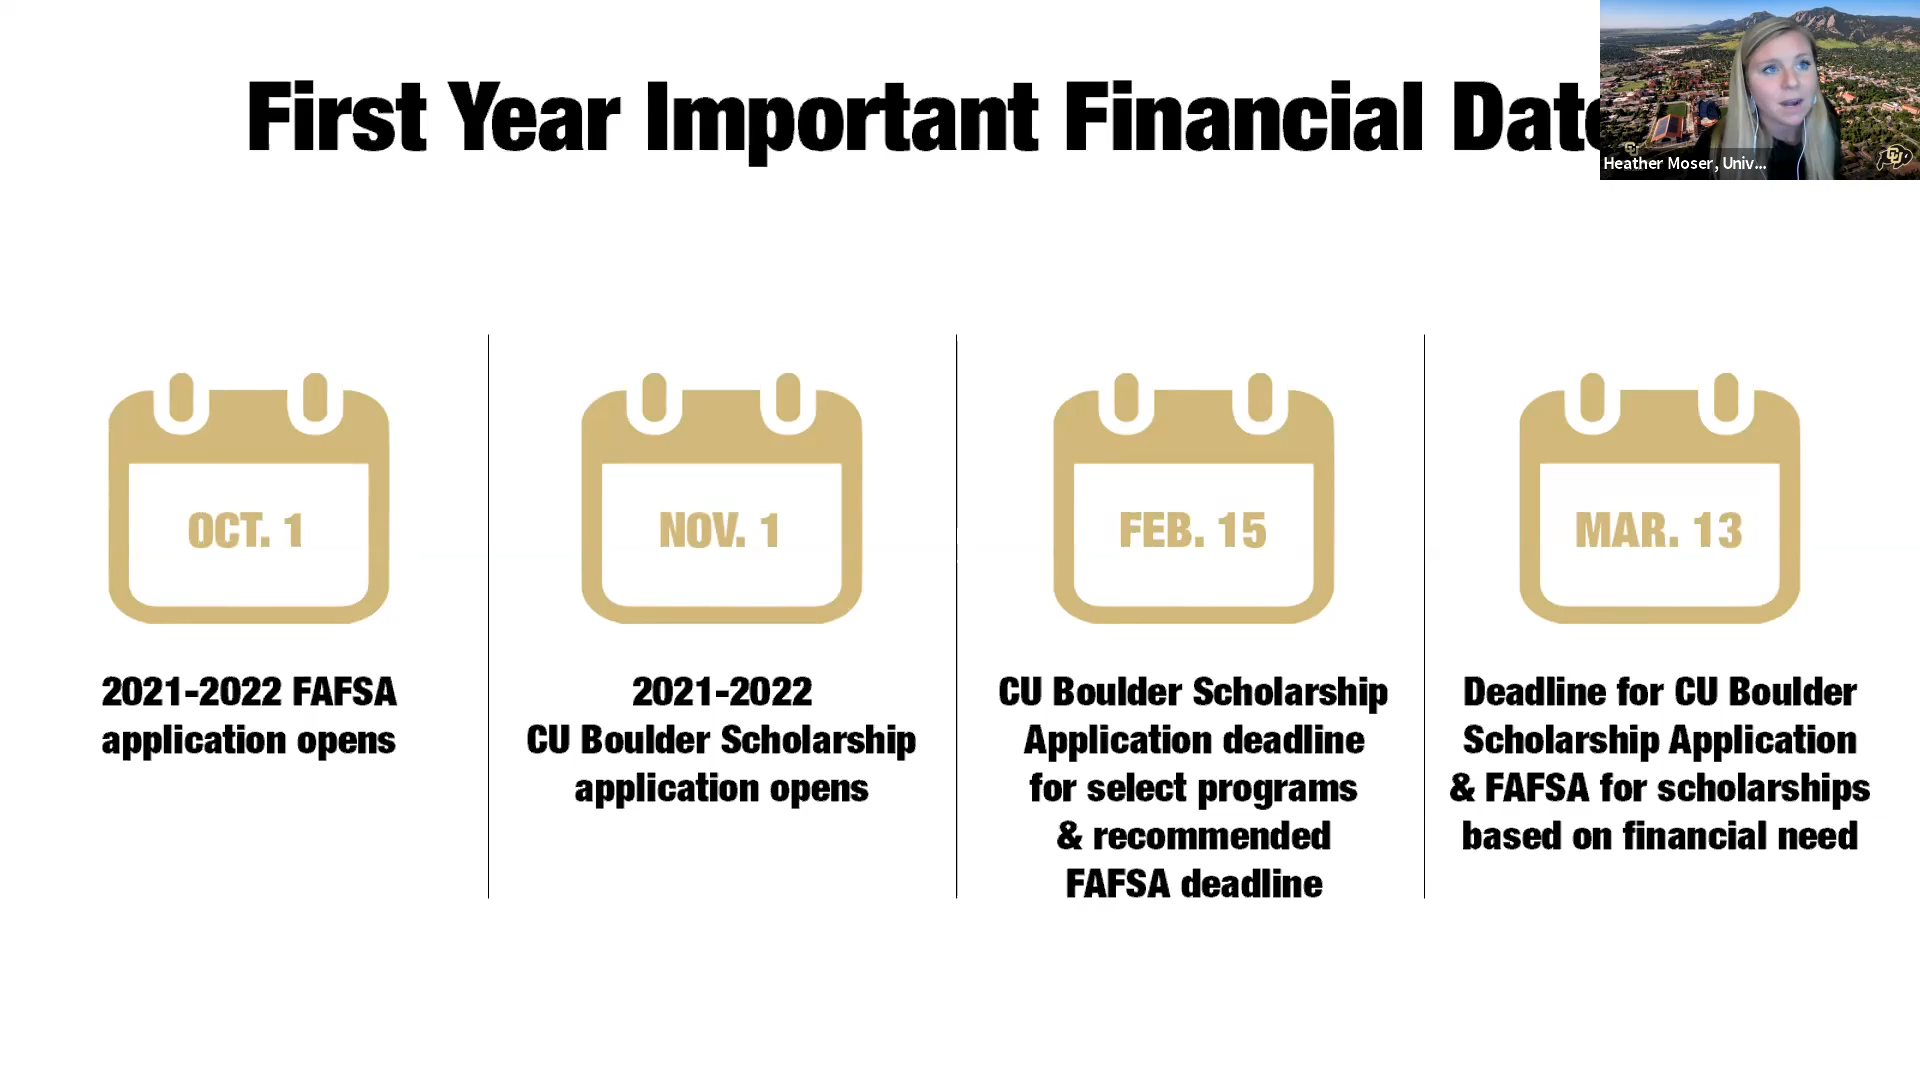 First Year Important Financial Dat
Heather Moser, Univ...
OCT. 1
NOV. 1
FEB. 15
MAR. 13
2021-2022 FAFSA
application opens
2021-2022
CU Boulder Scholarship
application opens
CU Boulder Scholarship
Application deadline
for select programs
& recommended
FAFSA deadline
Deadline for CU Boulder
Scholarship Application
& FAFSA for scholarships
based on financial need